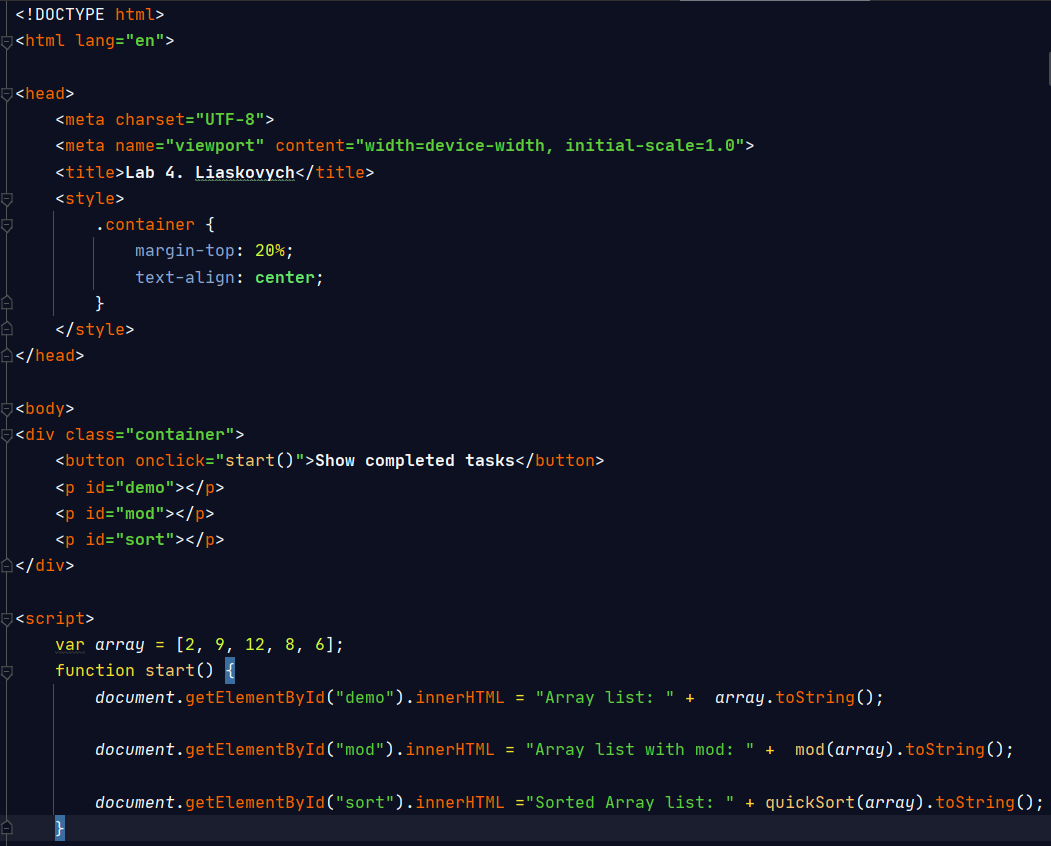 <!DOCTYPE html>
<html lang="en">
<head>
<meta charset="UTF-8">
<meta name="viewport" content="width=device-width, initial-scale=1.0">
<title>Lab 4. Liaskovych</title>
<style>
.container {
margin-top: 20%;
text-align: center;
}
</style>
</head>
<body>
<div class="container">
<button onclick="start()">Show completed tasks</button>
<p id="demo"></p>
<p id="mod"></p>
<p id="sort"></p>
</div>
<script>
var array = [2, 9, 12, 8, 6];
function start() {
document.getElementById("demo").innerHTML = "Array list: " +  array.toString();
document.getElementById("mod").innerHTML = "Array list with mod: " +  mod(array).toString();
document.getElementById("sort").innerHTML ="Sorted Array list: " + quickSort(array).toString();
}